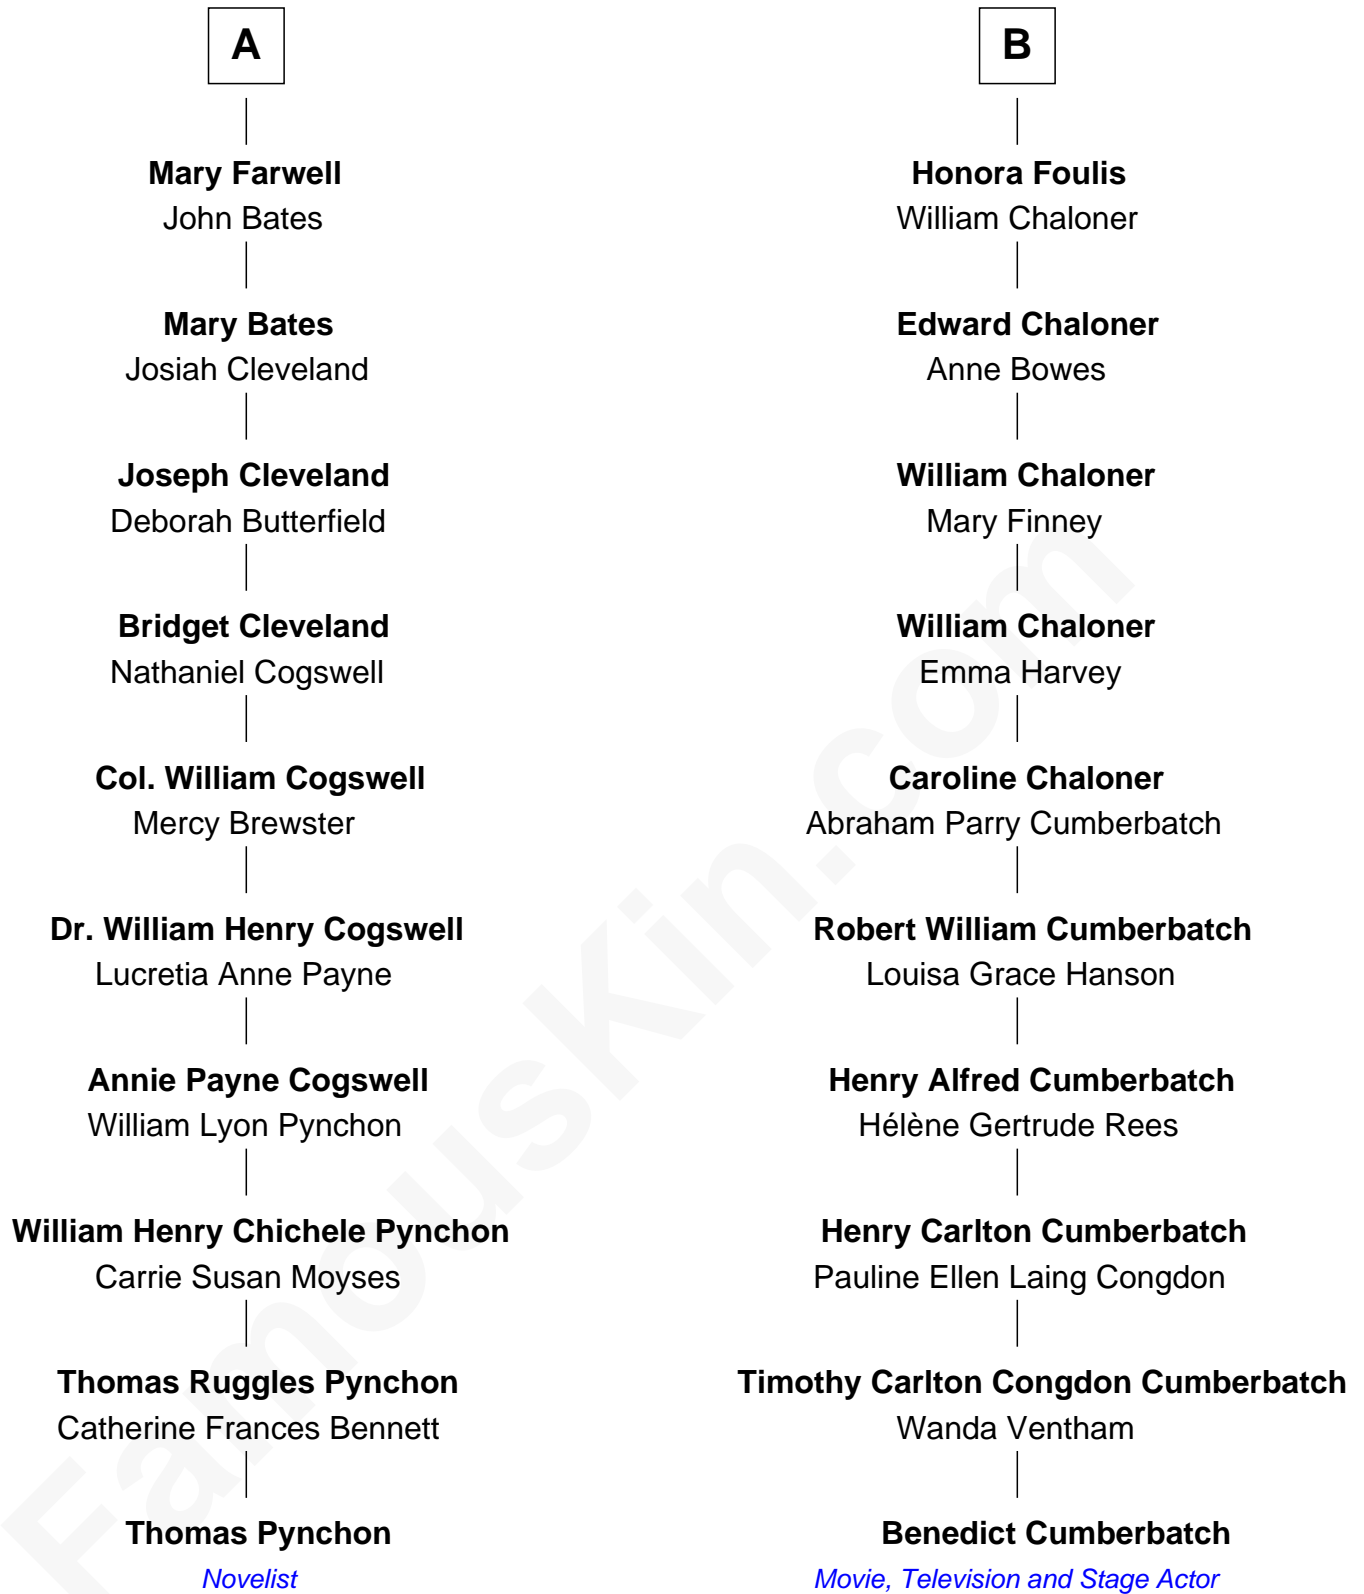 A
Mary Farwell
John Bates
Mary Bates
Josiah Cleveland
Joseph Cleveland
Deborah Butterfield
Bridget Cleveland
Nathaniel Cogswell
Col. William Cogswell
Mercy Brewster
Dr. William Henry Cogswell
Lucretia Anne Payne
Annie Payne Cogswell
William Lyon Pynchon
William Henry Chichele Pynchon
Carrie Susan Moyses
Thomas Ruggles Pynchon
Catherine Frances Bennett
Thomas Pynchon
Novelist
B
Honora Foulis
William Chaloner
Edward Chaloner
Anne Bowes
William Chaloner
Mary Finney
William Chaloner
Emma Harvey
Caroline Chaloner
Abraham Parry Cumberbatch
Robert William Cumberbatch
Louisa Grace Hanson
Henry Alfred Cumberbatch
Hélène Gertrude Rees
Henry Carlton Cumberbatch
Pauline Ellen Laing Congdon
Timothy Carlton Congdon Cumberbatch
Wanda Ventham
Benedict Cumberbatch
Movie, Television and Stage Actor
FamousKin.com